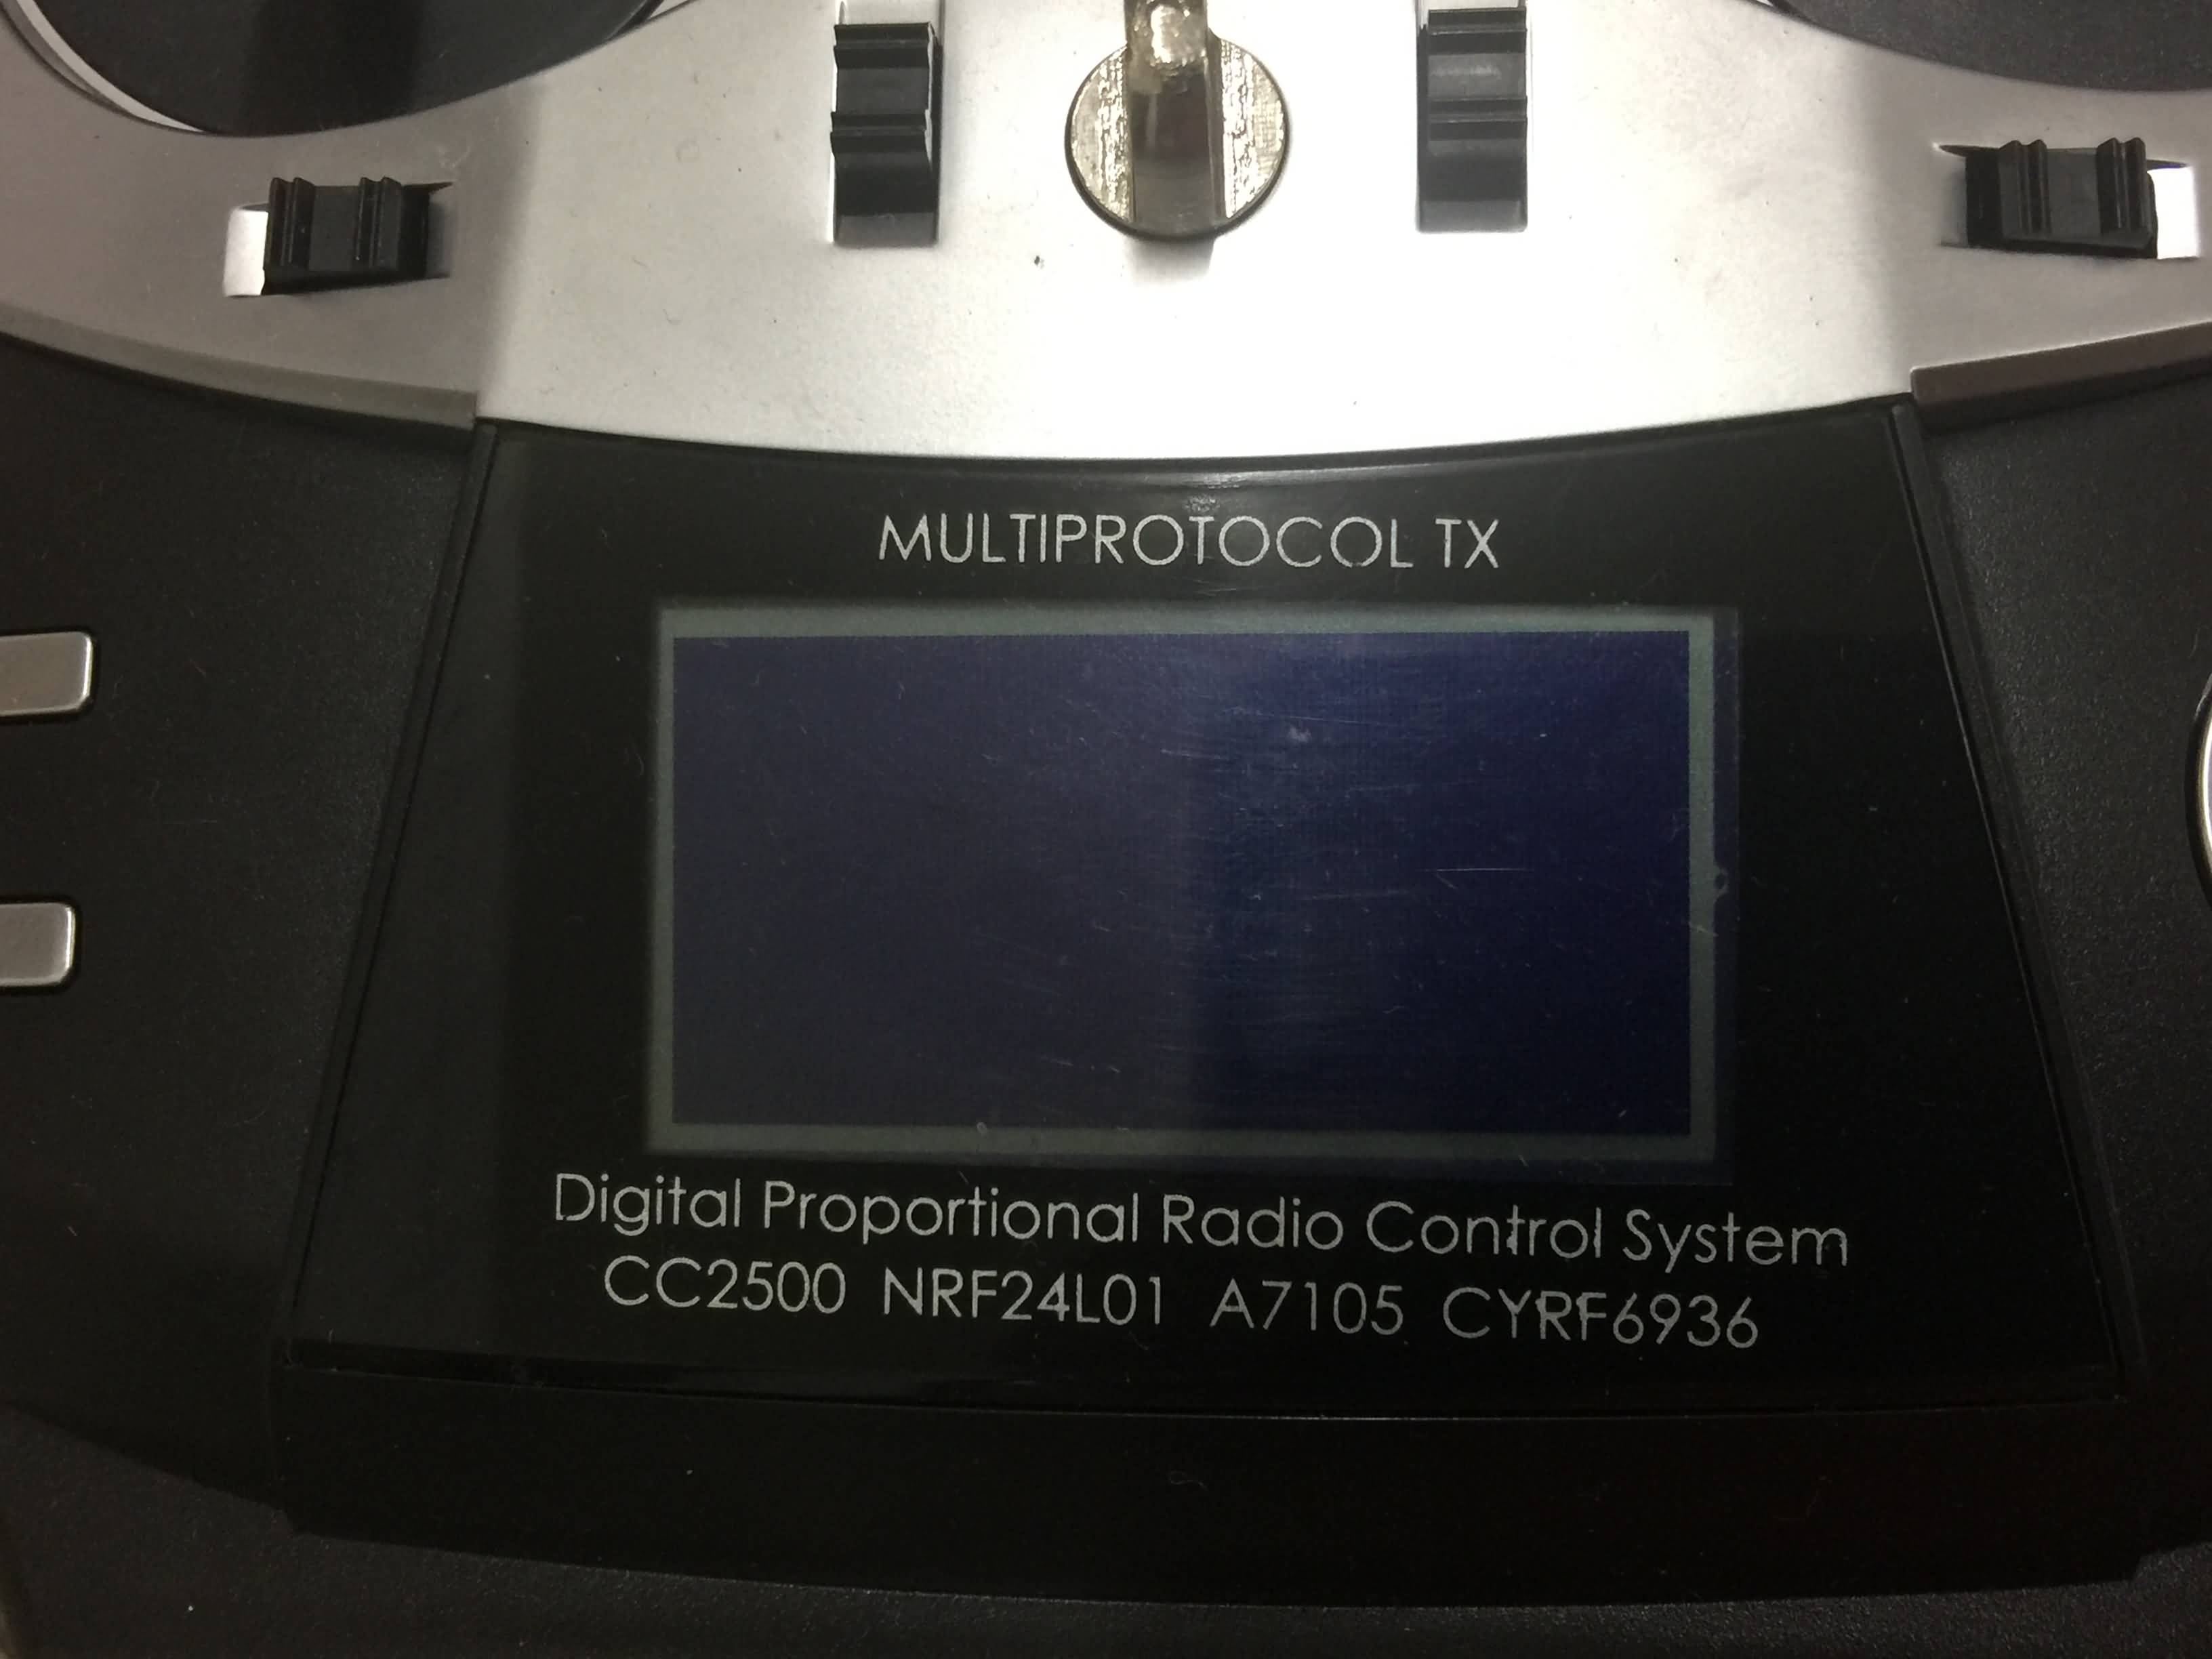 MULTIPROTOCOL TX
Digital Proportional Radio Control System
CC2500 NRF24L01 A7105 CYRF6936